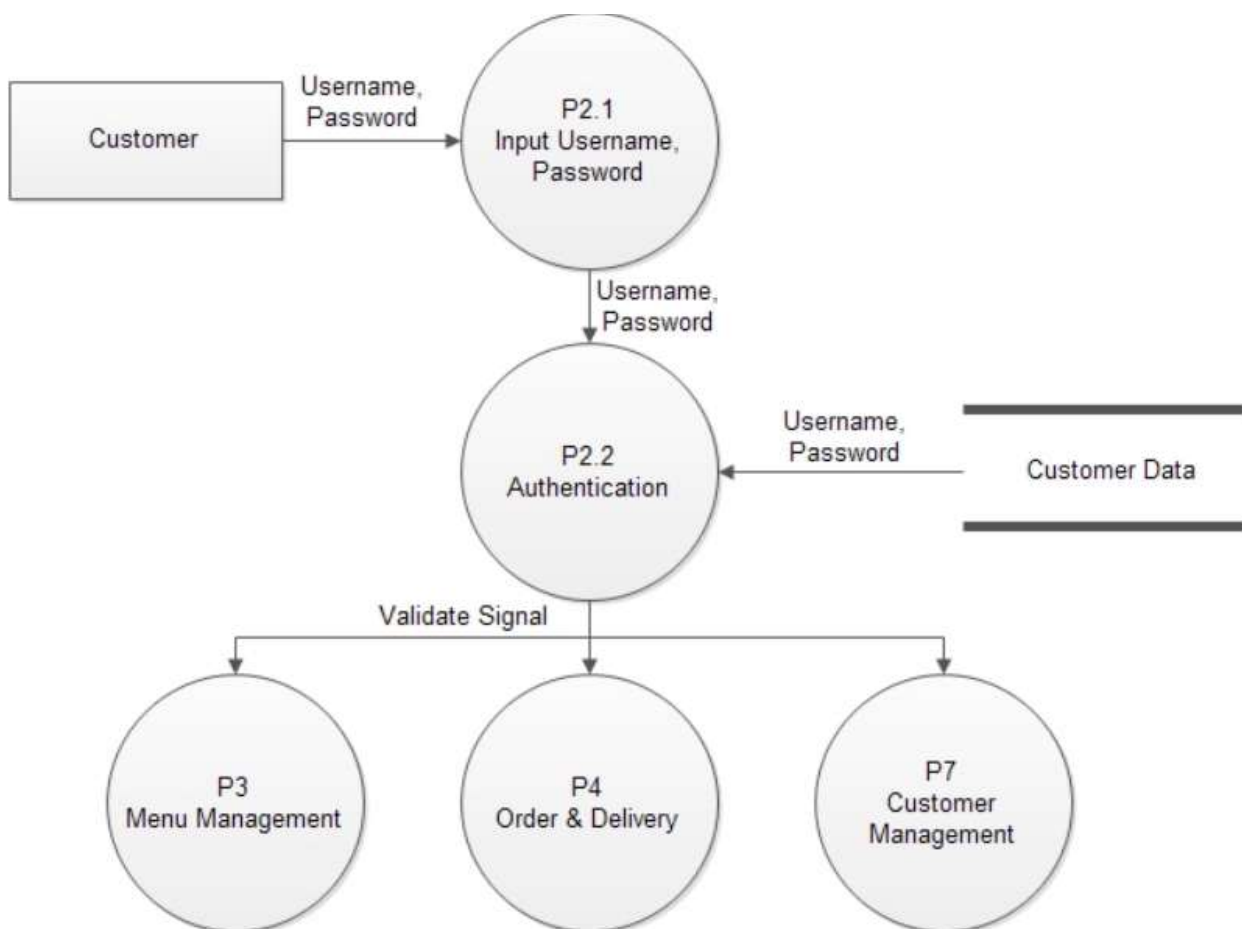 Customer
Username,
Password
P2.1
Input Username,
Password
Username,
Password
P2.2
Authentication
Username,
Password
Customer Data
Validate Signal
P3
Menu Management
P4
Order & Delivery
P7
Customer
Management